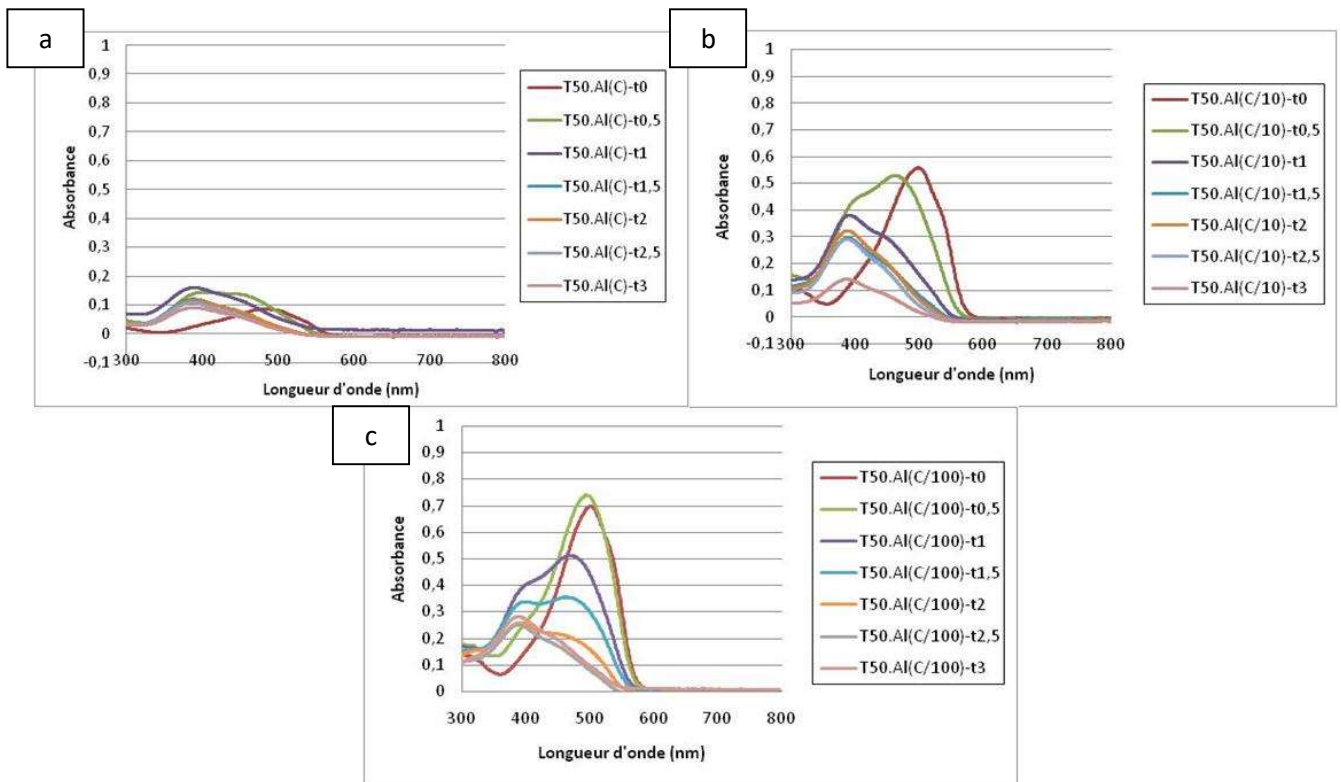 a
1
0,9
0,8
0,7
0,6
0,5
0,4
0,3
0,2
0,1
0
-0,1
300 400 500 600 700 800
Absorbance
Longueur d'onde (nm)
T50.Al(C)-t0
T50.Al(C)-t0,5
T50.Al(C)-t1
T50.Al(C)-t1,5
T50.Al(C)-t2
T50.Al(C)-t2,5
T50.Al(C)-t3
b
1
0,9
0,8
0,7
0,6
0,5
0,4
0,3
0,2
0,1
0
-0,1
300 400 500 600 700 800
Absorbance
Longueur d'onde (nm)
T50.Al(C/10)-t0
T50.Al(C/10)-t0,5
T50.Al(C/10)-t1
T50.Al(C/10)-t1,5
T50.Al(C/10)-t2
T50.Al(C/10)-t2,5
T50.Al(C/10)-t3
c
1
0,9
0,8
0,7
0,6
0,5
0,4
0,3
0,2
0,1
0
300 400 500 600 700 800
Absorbance
Longueur d'onde (nm)
T50.Al(C/100)-t0
T50.Al(C/100)-t0,5
T50.Al(C/100)-t1
T50.Al(C/100)-t1,5
T50.Al(C/100)-t2
T50.Al(C/100)-t2,5
T50.Al(C/100)-t3